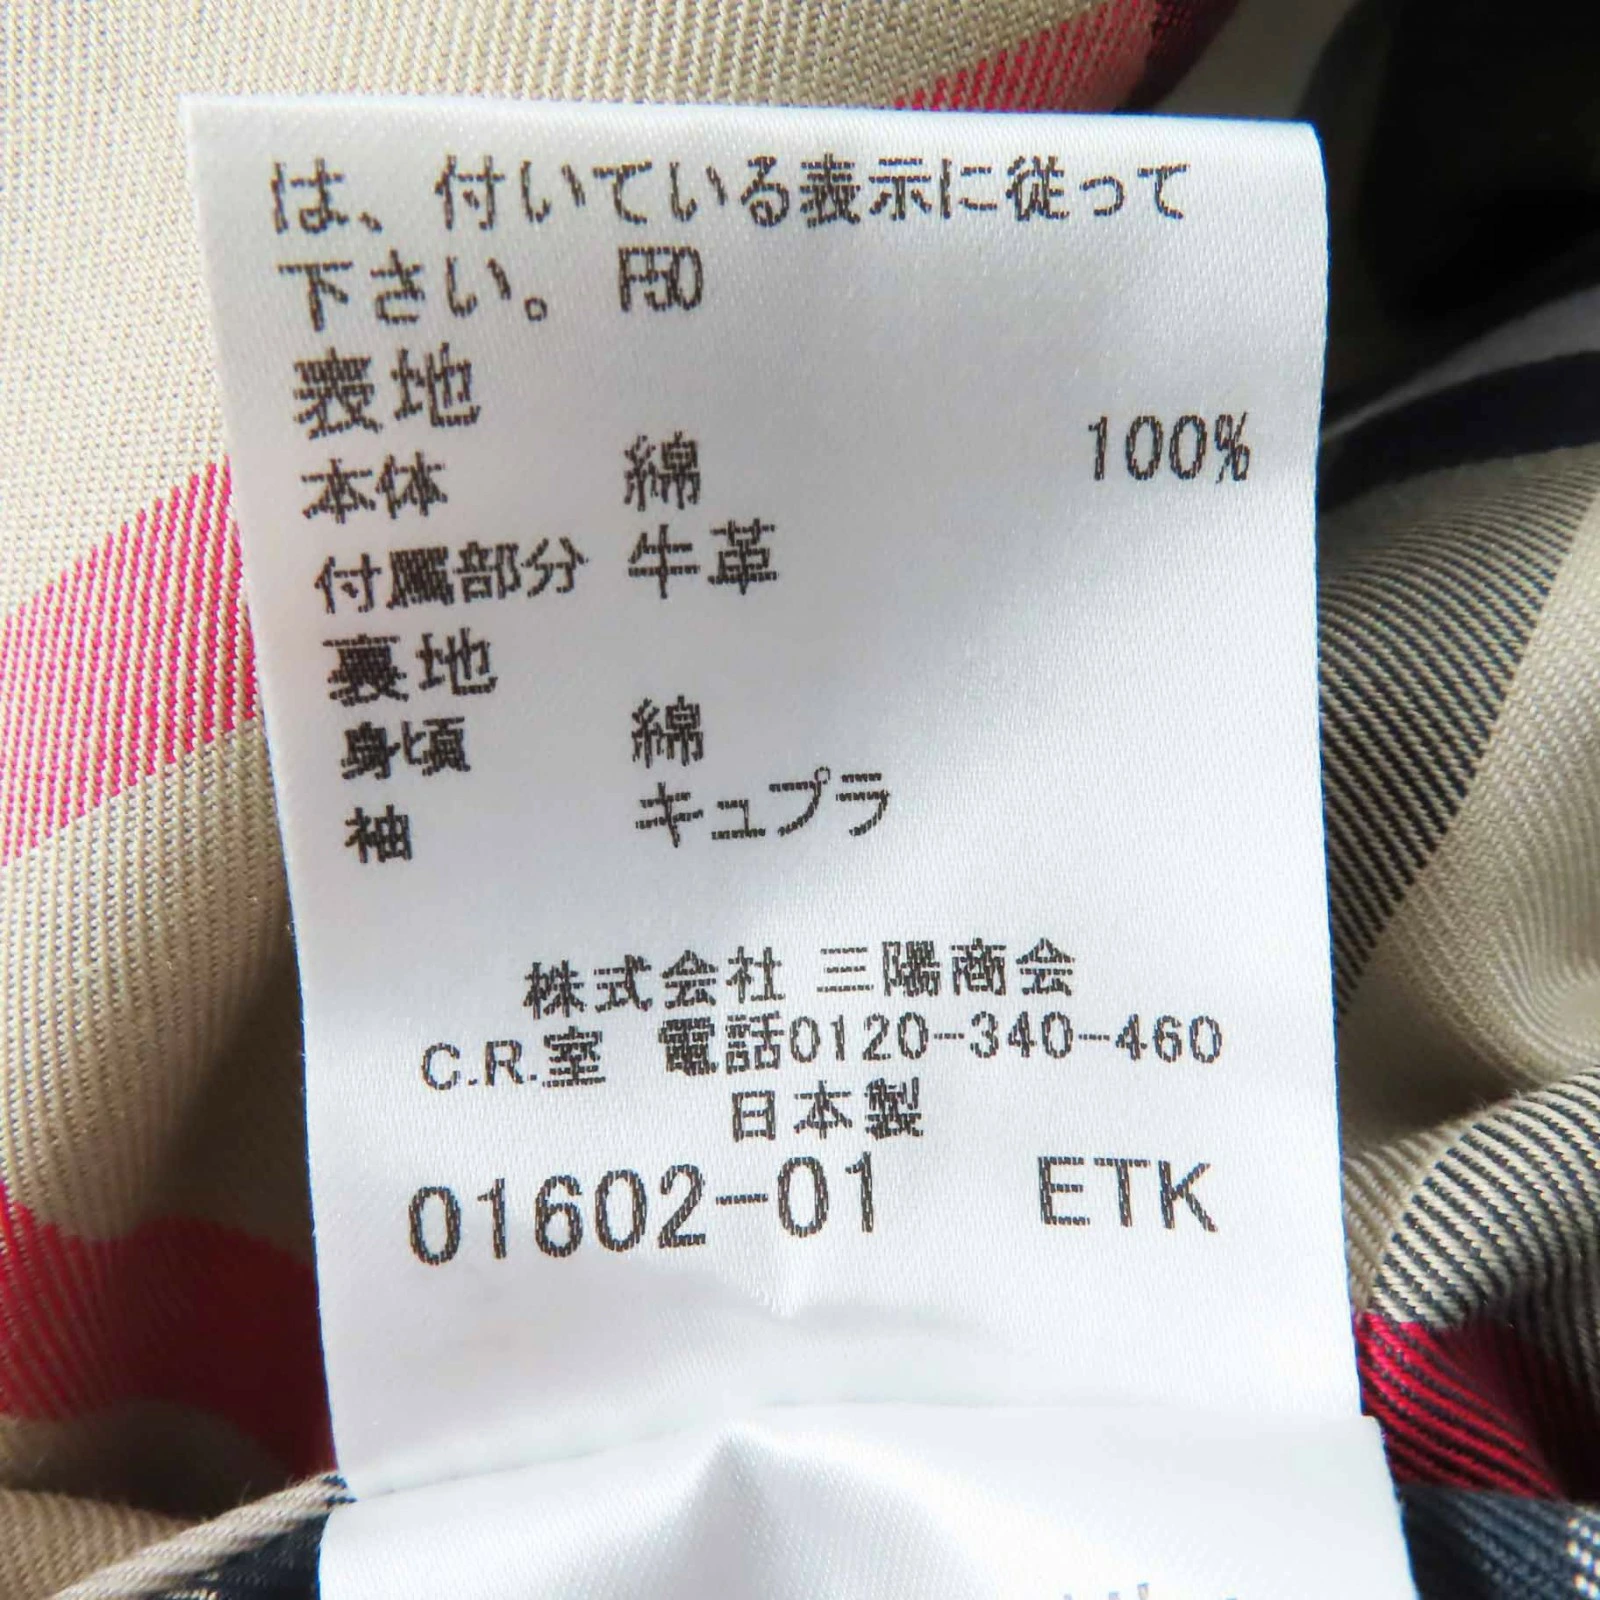 は、付いている表示に従って
下さい。 F50
表地
本体 綿 100%
付属部分 牛革
裏地
身頃 綿
袖 キュプラ
株式会社 三陽商会
C.R.室 電話0120-340-460
日本製
01602-01 ETK